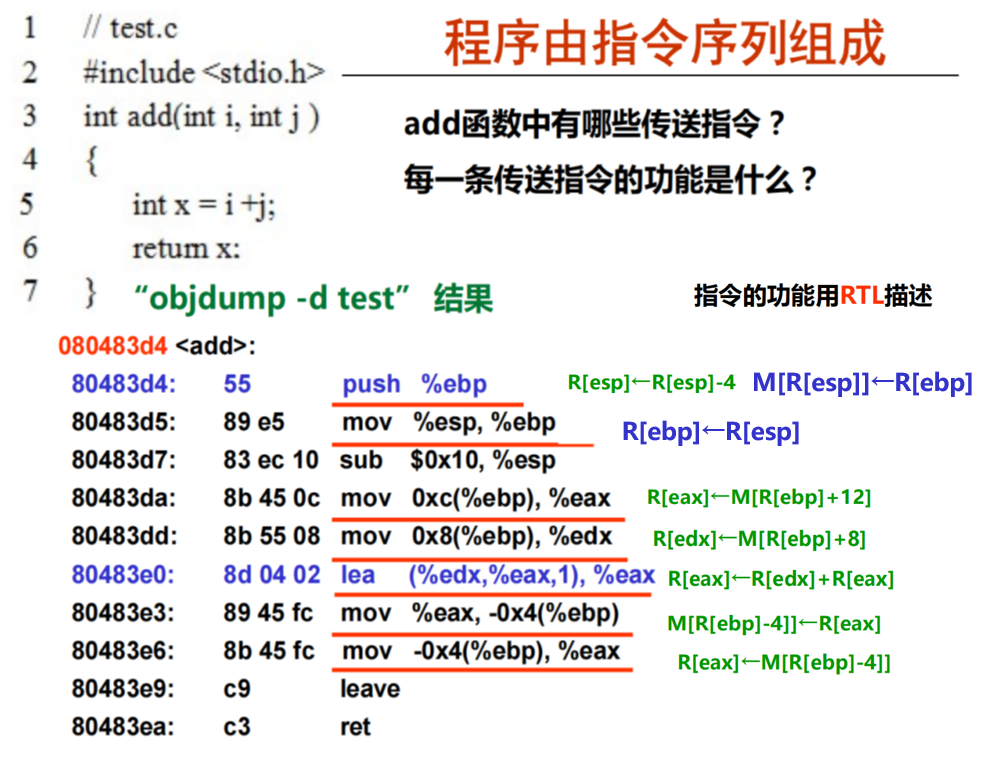 程序由指令序列组成
1 // test.c
2 #include <stdio.h>
3 int add(int i, int j )
4 {
5 int x = i +j;
6 return x:
7 }
add函数中有哪些传送指令？
每一条传送指令的功能是什么？
“objdump -d test” 结果
指令的功能用RTL描述
080483d4 <add>:
80483d4: 55 push %ebp R[esp]←R[esp]-4 M[R[esp]]←R[ebp]
80483d5: 89 e5 mov %esp, %ebp R[ebp]←R[esp]
80483d7: 83 ec 10 sub $0x10, %esp
80483da: 8b 45 0c mov 0xc(%ebp), %eax R[eax]←M[R[ebp]+12]
80483dd: 8b 55 08 mov 0x8(%ebp), %edx R[edx]←M[R[ebp]+8]
80483e0: 8d 04 02 lea (%edx,%eax,1), %eax R[eax]←R[edx]+R[eax]
80483e3: 89 45 fc mov %eax, -0x4(%ebp) M[R[ebp]-4]]←R[eax]
80483e6: 8b 45 fc mov -0x4(%ebp), %eax R[eax]←M[R[ebp]-4]]
80483e9: c9 leave
80483ea: c3 ret